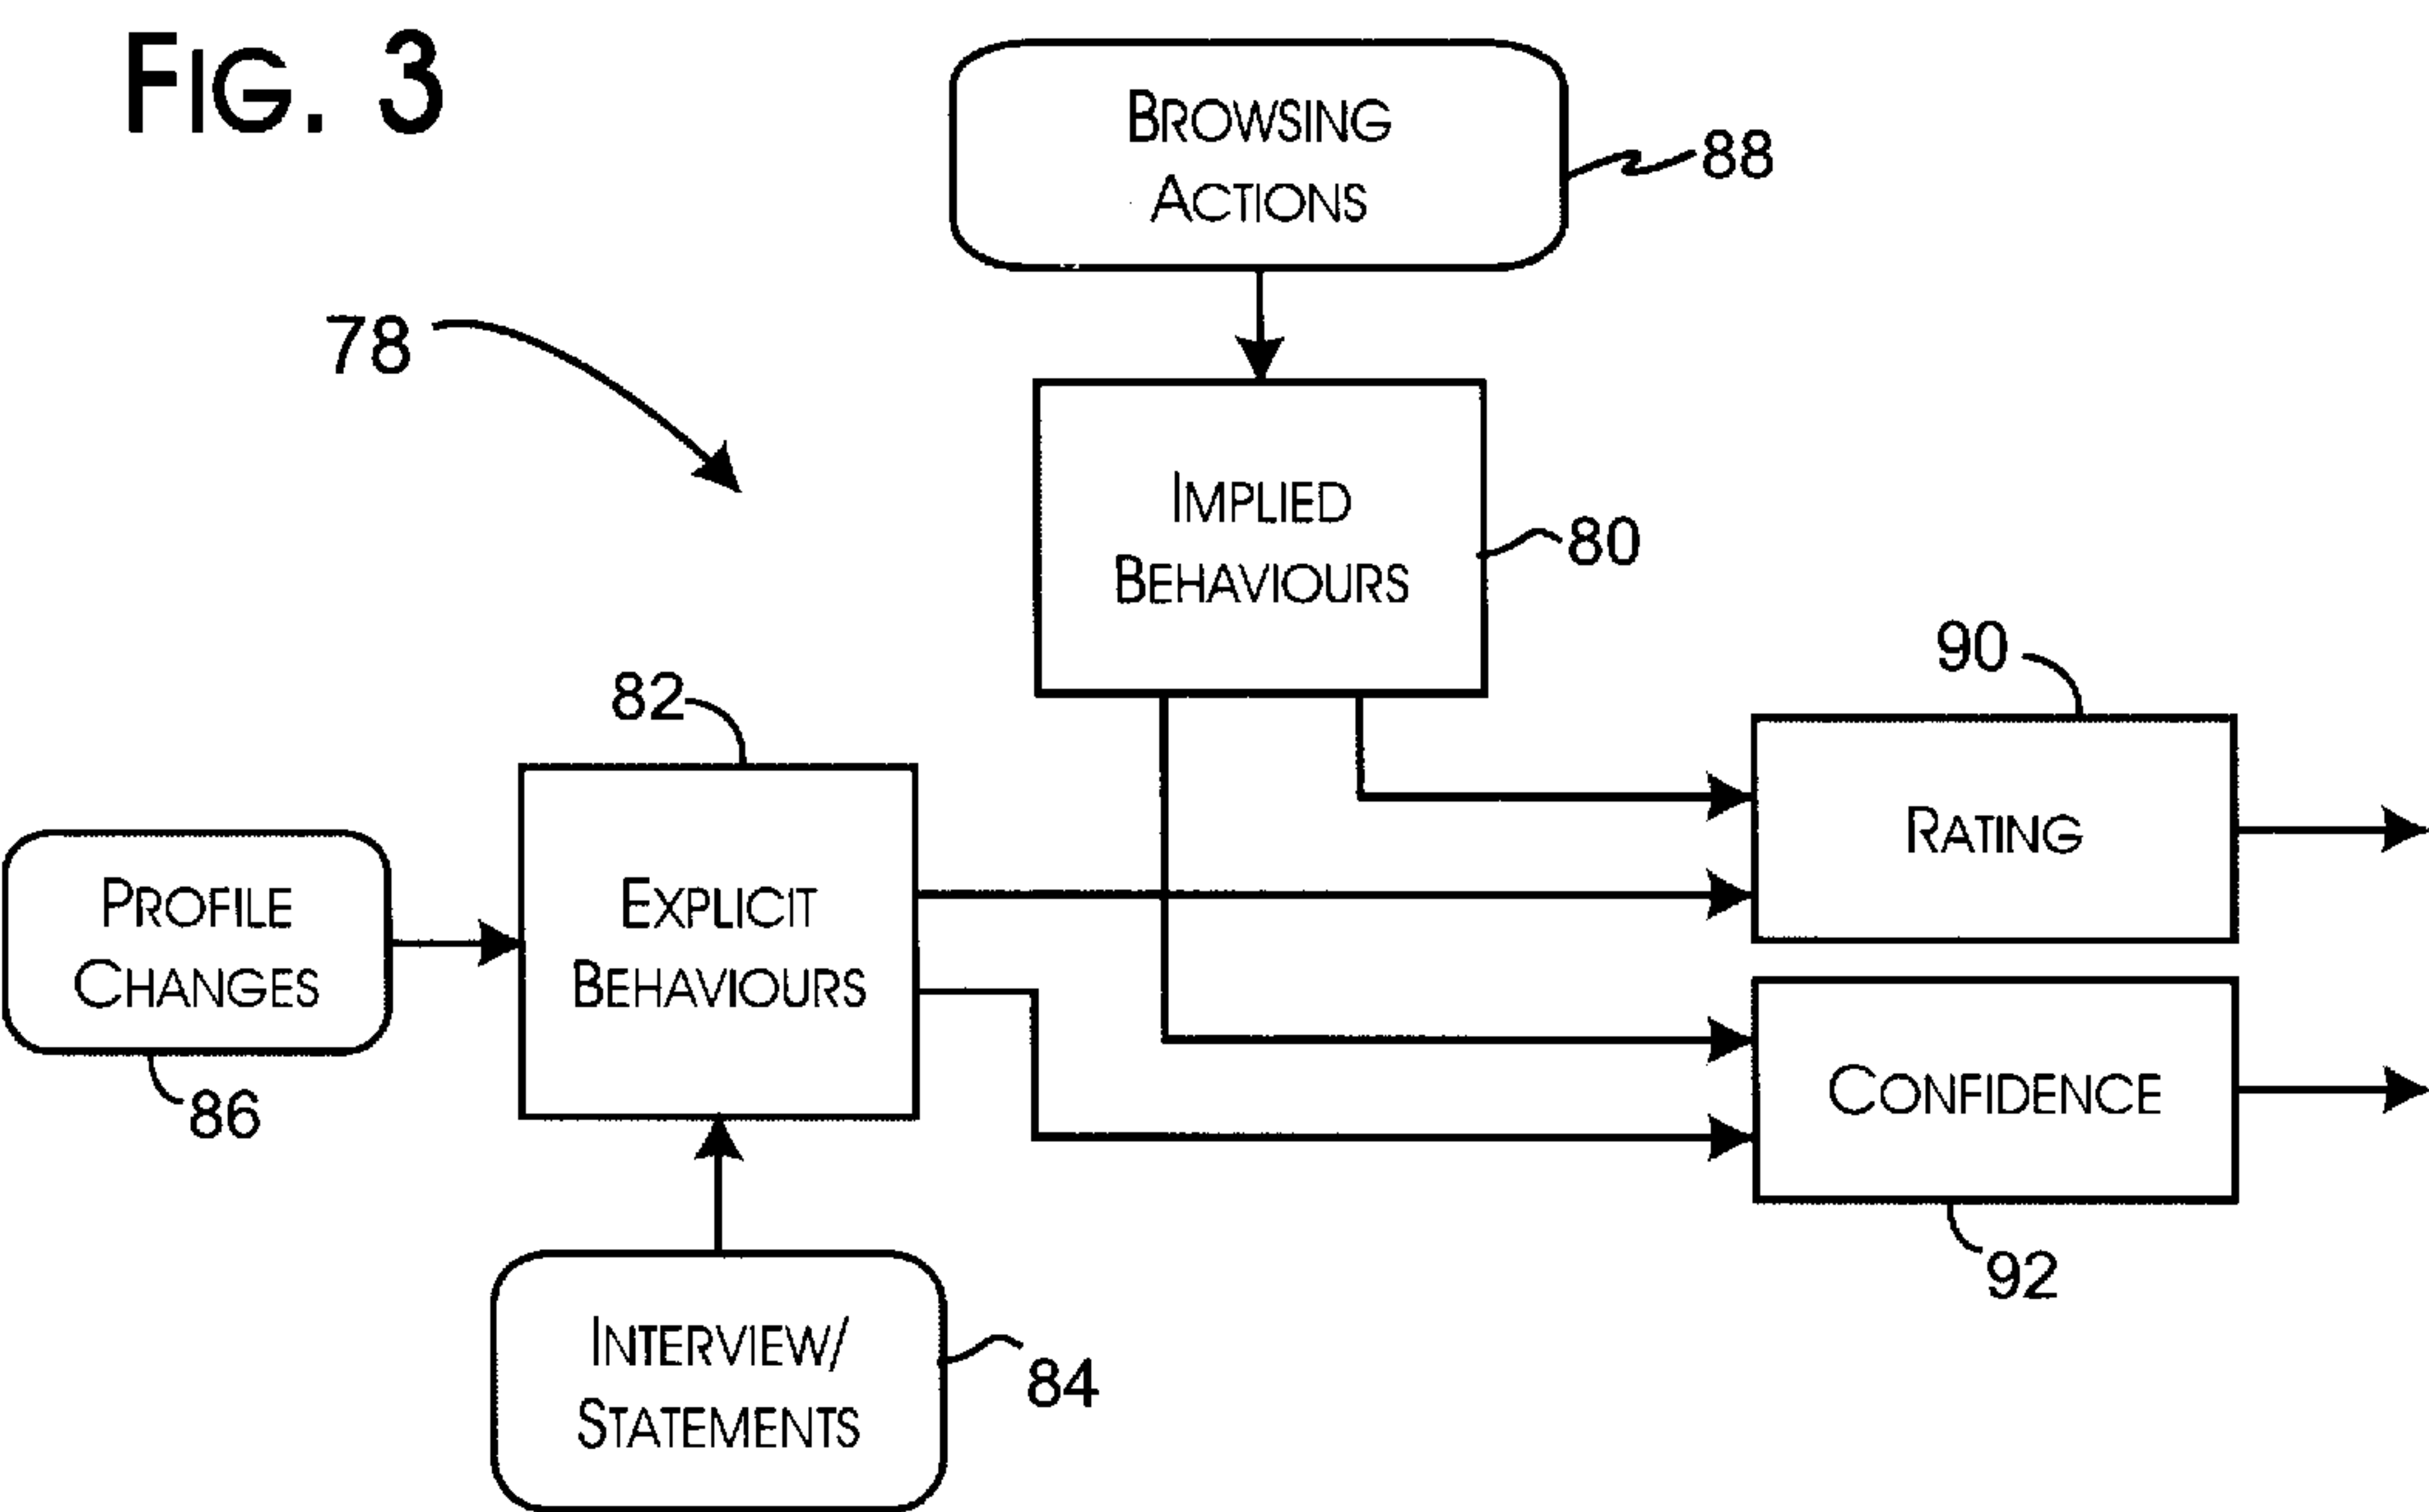 FIG. 3
BROWSING
ACTIONS
88
78
IMPLIED
BEHAVIOURS
80
90
82
RATING
PROFILE
CHANGES
86
EXPLICIT
BEHAVIOURS
CONFIDENCE
92
INTERVIEW/
STATEMENTS
84